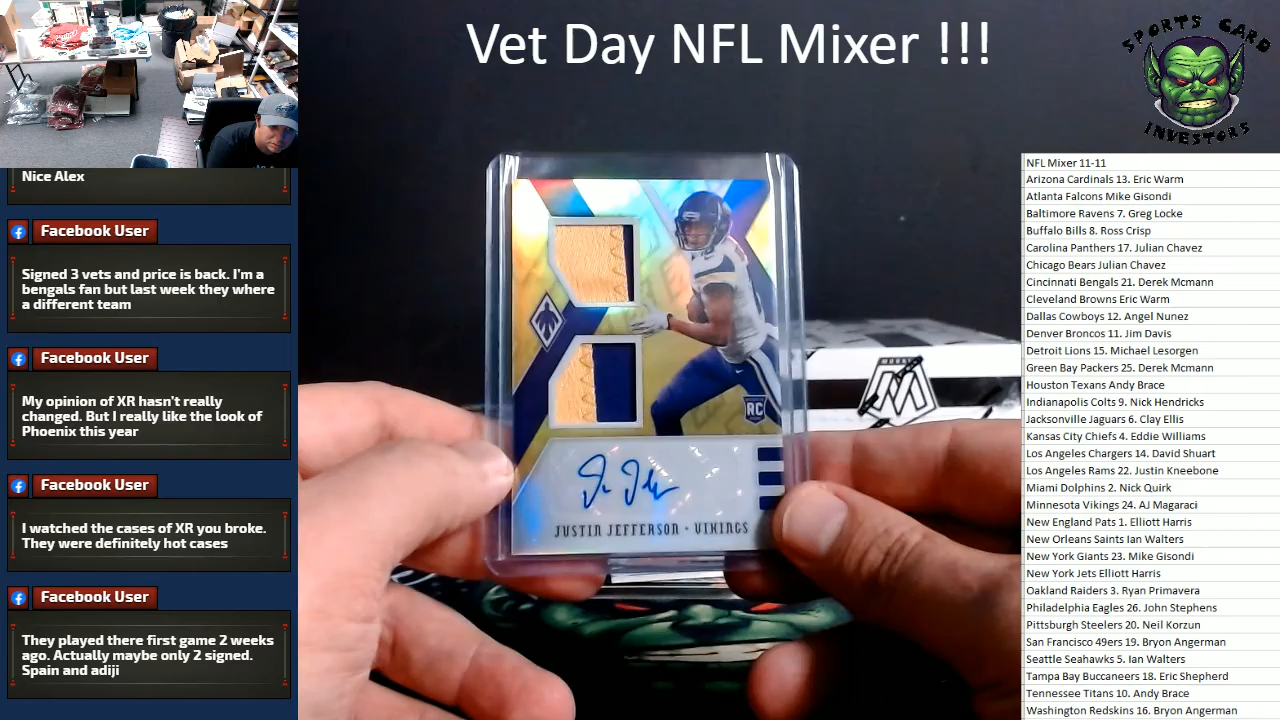 Vet Day NFL Mixer !!!
SPORTS CARD
INVESTORS
Nice Alex
Facebook User
Signed 3 vets and price is back. I'm a
bengals fan but last week they where
a different team
Facebook User
My opinion of XR hasn't really
changed. But I really like the look of
Phoenix this year
Facebook User
I watched the cases of XR you broke.
They were definitely hot cases
Facebook User
They played there first game 2 weeks
ago. Actually maybe only 2 signed.
Spain and adiji
RC
JUSTIN JEFFERSON • VIKINGS
MOSAIC
NFL Mixer 11-11
Arizona Cardinals 13. Eric Warm
Atlanta Falcons Mike Gisondi
Baltimore Ravens 7. Greg Locke
Buffalo Bills 8. Ross Crisp
Carolina Panthers 17. Julian Chavez
Chicago Bears Julian Chavez
Cincinnati Bengals 21. Derek Mcmann
Cleveland Browns Eric Warm
Dallas Cowboys 12. Angel Nunez
Denver Broncos 11. Jim Davis
Detroit Lions 15. Michael Lesorgen
Green Bay Packers 25. Derek Mcmann
Houston Texans Andy Brace
Indianapolis Colts 9. Nick Hendricks
Jacksonville Jaguars 6. Clay Ellis
Kansas City Chiefs 4. Eddie Williams
Los Angeles Chargers 14. David Shuart
Los Angeles Rams 22. Justin Kneebone
Miami Dolphins 2. Nick Quirk
Minnesota Vikings 24. AJ Magaraci
New England Pats 1. Elliott Harris
New Orleans Saints Ian Walters
New York Giants 23. Mike Gisondi
New York Jets Elliott Harris
Oakland Raiders 3. Ryan Primavera
Philadelphia Eagles 26. John Stephens
Pittsburgh Steelers 20. Neil Korzun
San Francisco 49ers 19. Bryon Angerman
Seattle Seahawks 5. Ian Walters
Tampa Bay Buccaneers 18. Eric Shepherd
Tennessee Titans 10. Andy Brace
Washington Redskins 16. Bryon Angerman